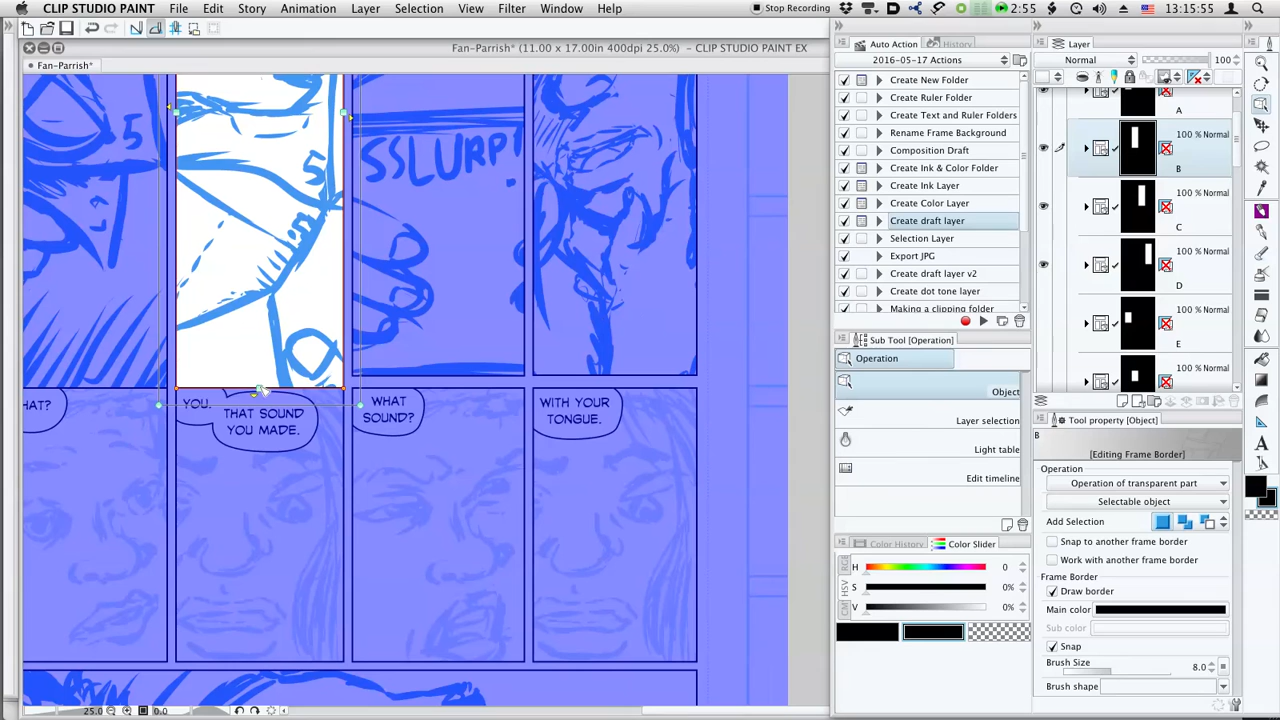 CLIP STUDIO PAINT File Edit Story Animation Layer Selection View Filter Window Help
Stop Recording 2:55 13:15:55
Fan-Parrish* (11.00 x 17.00in 400dpi 25.0%) - CLIP STUDIO PAINT EX
Fan-Parrish*
5
5
SSLURP!
HAT?
YOU.
THAT SOUND
YOU MADE.
WHAT
SOUND?
WITH YOUR
TONGUE.
25.0
0.0
Auto Action History
2016-05-17 Actions
Create New Folder
Create Ruler Folder
Create Text and Ruler Folders
Rename Frame Background
Composition Draft
Create Ink & Color Folder
Create Ink Layer
Create Color Layer
Create draft layer
Selection Layer
Export JPG
Create draft layer v2
Create dot tone layer
Making a clipping folder
Sub Tool [Operation]
Operation
Object
Layer selection
Light table
Edit timeline
Color History Color Slider
RGB
HSV
CM
H 0
S 0%
V 0%
Layer
Normal 100
A
100 % Normal
B
100 % Normal
C
100 % Normal
D
100 % Normal
E
100 % Normal
Tool property [Object]
B
[Editing Frame Border]
Operation
Operation of transparent part
Selectable object
Add Selection
Snap to another frame border
Work with another frame border
Frame Border
Draw border
Main color
Sub color
Snap
Brush Size 8.0
Brush shape
A